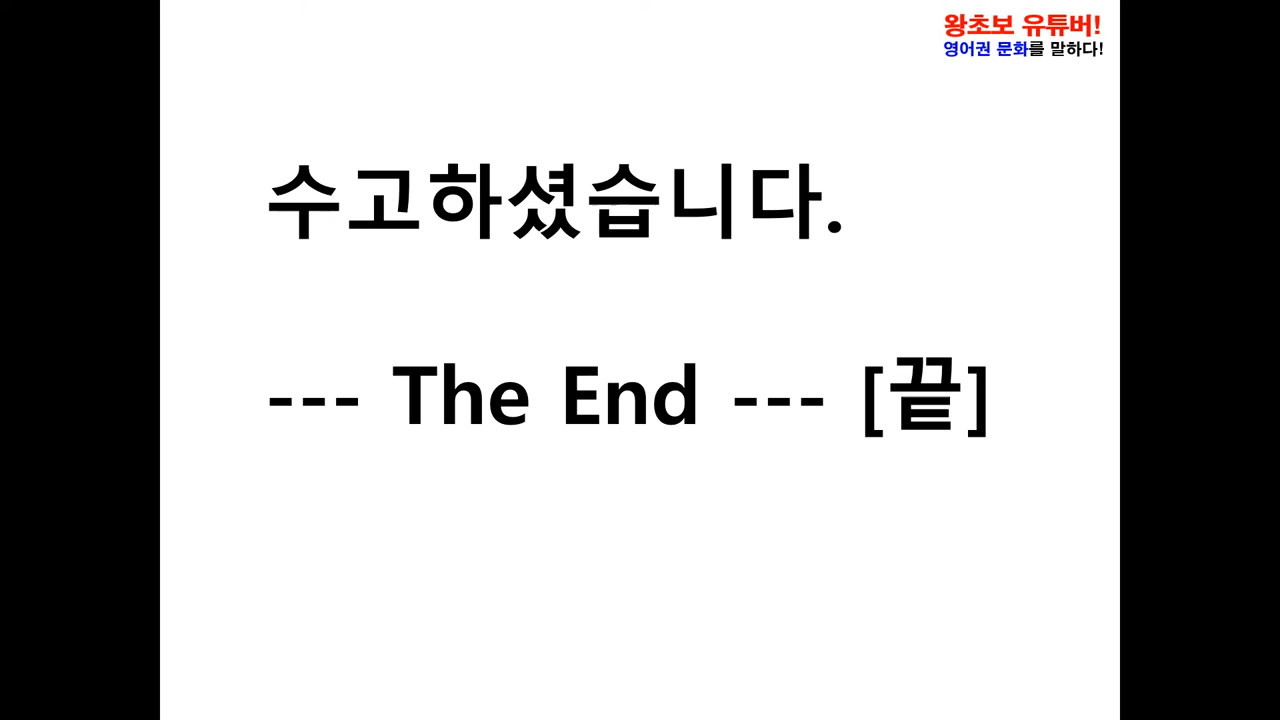 왕초보 유튜버!
영어권 문화를 말하다!
수고하셨습니다.
--- The End --- [끝]